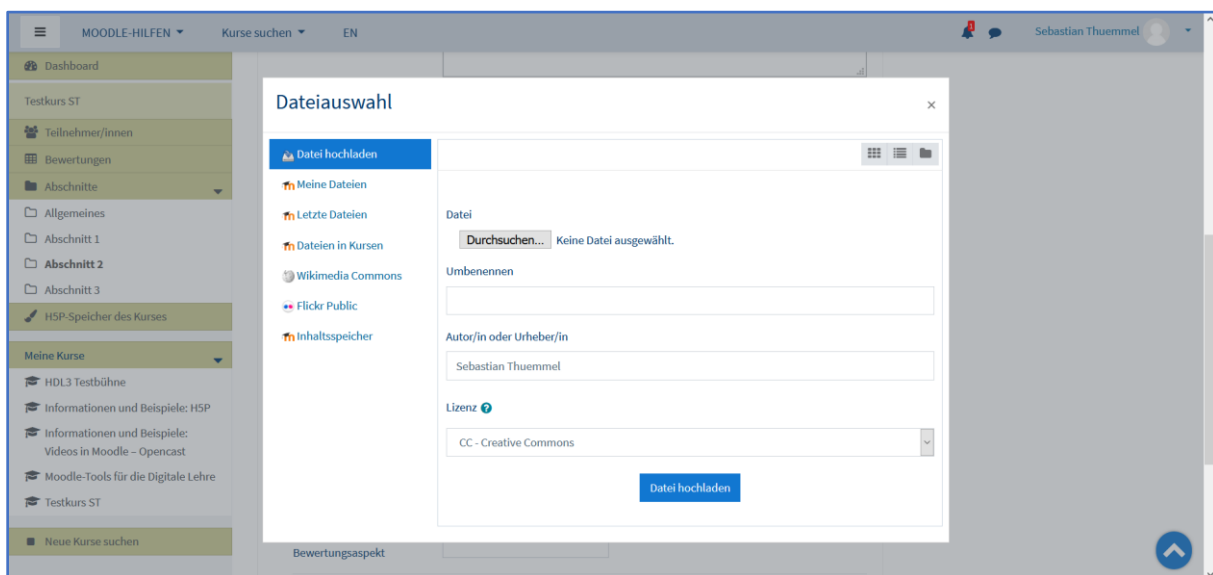 MOODLE-HILFEN Kurse suchen EN 1 Sebastian Thuemmel
Dashboard
Testkurs ST
Teilnehmer/innen
Bewertungen
Abschnitte
Allgemeines
Abschnitt 1
Abschnitt 2
Abschnitt 3
H5P-Speicher des Kurses
Meine Kurse
HDL3 Testbühne
Informationen und Beispiele: H5P
Informationen und Beispiele:
Videos in Moodle – Opencast
Moodle-Tools für die Digitale Lehre
Testkurs ST
Neue Kurse suchen
Dateiauswahl ×
Datei hochladen
Meine Dateien
Letzte Dateien
Dateien in Kursen
Wikimedia Commons
Flickr Public
Inhaltsspeicher
Datei
Durchsuchen... Keine Datei ausgewählt.
Umbenennen
Autor/in oder Urheber/in
Sebastian Thuemmel
Lizenz ?
CC - Creative Commons
Datei hochladen
Bewertungsaspekt